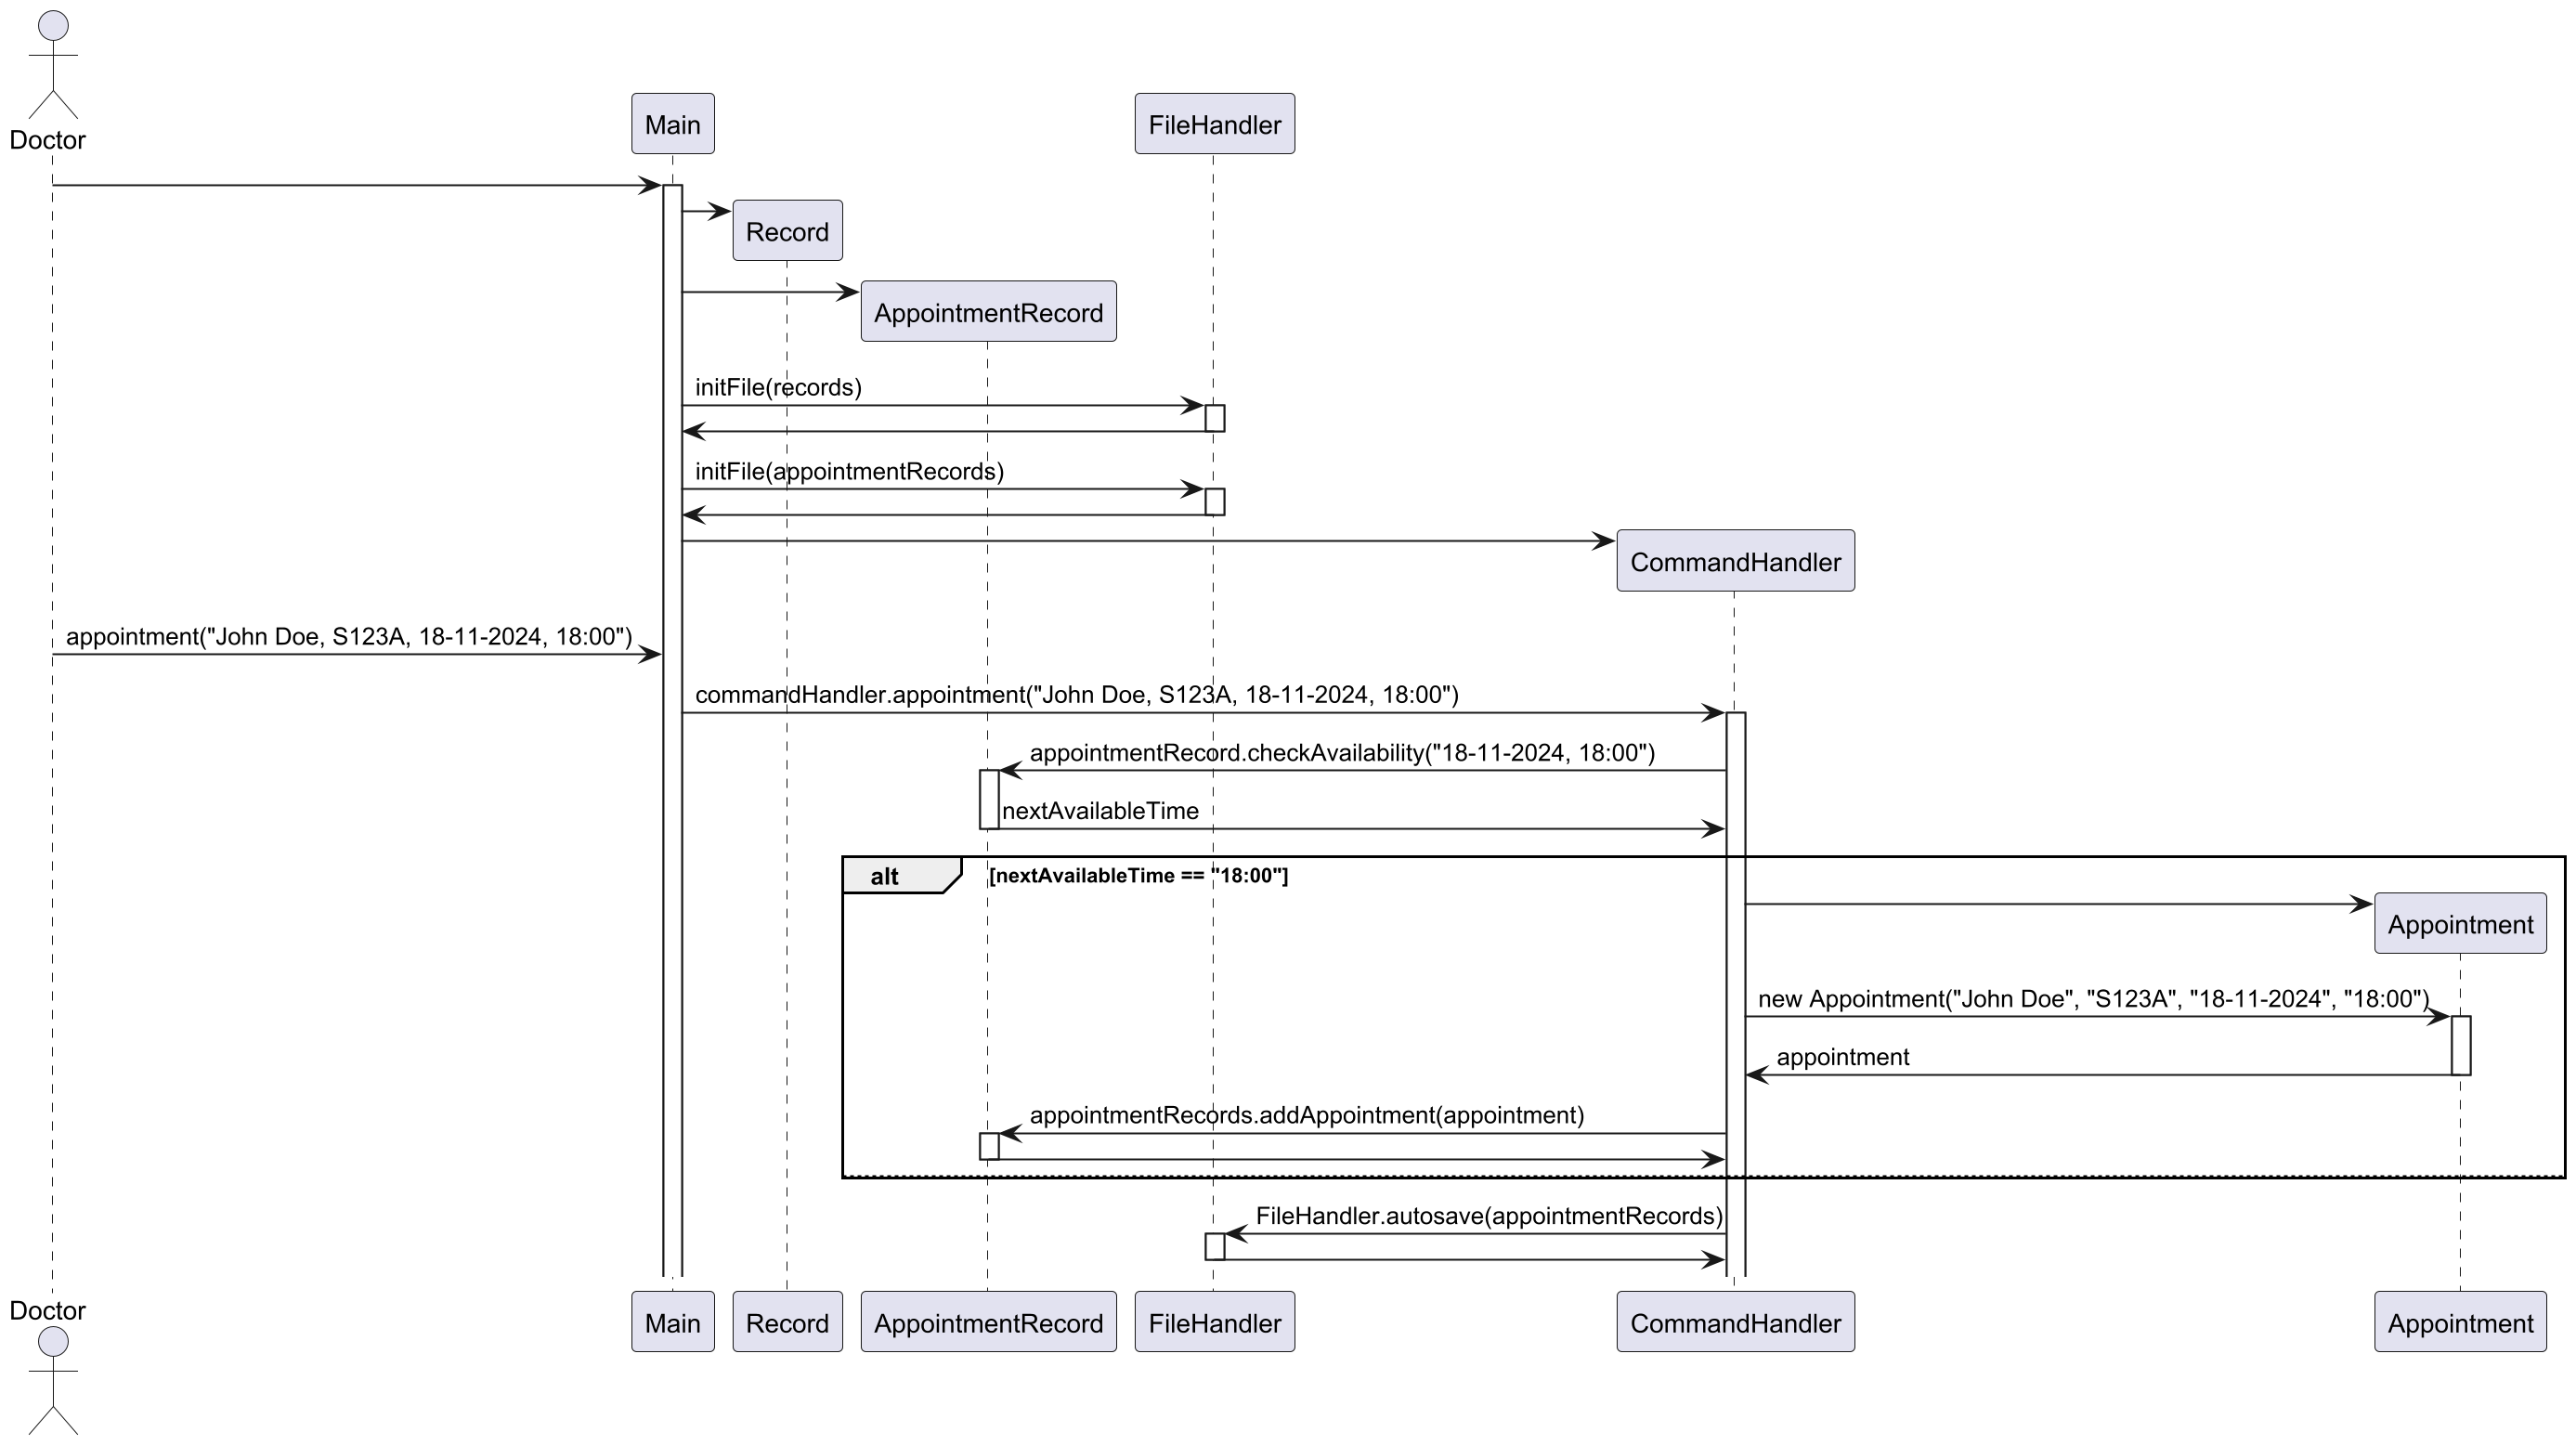 Doctor
Main
FileHandler
Record
AppointmentRecord
initFile(records)
initFile(appointmentRecords)
CommandHandler
appointment("John Doe, S123A, 18-11-2024, 18:00")
commandHandler.appointment("John Doe, S123A, 18-11-2024, 18:00")
appointmentRecord.checkAvailability("18-11-2024, 18:00")
nextAvailableTime
alt [nextAvailableTime == "18:00"]
Appointment
new Appointment("John Doe", "S123A", "18-11-2024", "18:00")
appointment
appointmentRecords.addAppointment(appointment)
FileHandler.autosave(appointmentRecords)
Doctor
Main
Record
AppointmentRecord
FileHandler
CommandHandler
Appointment